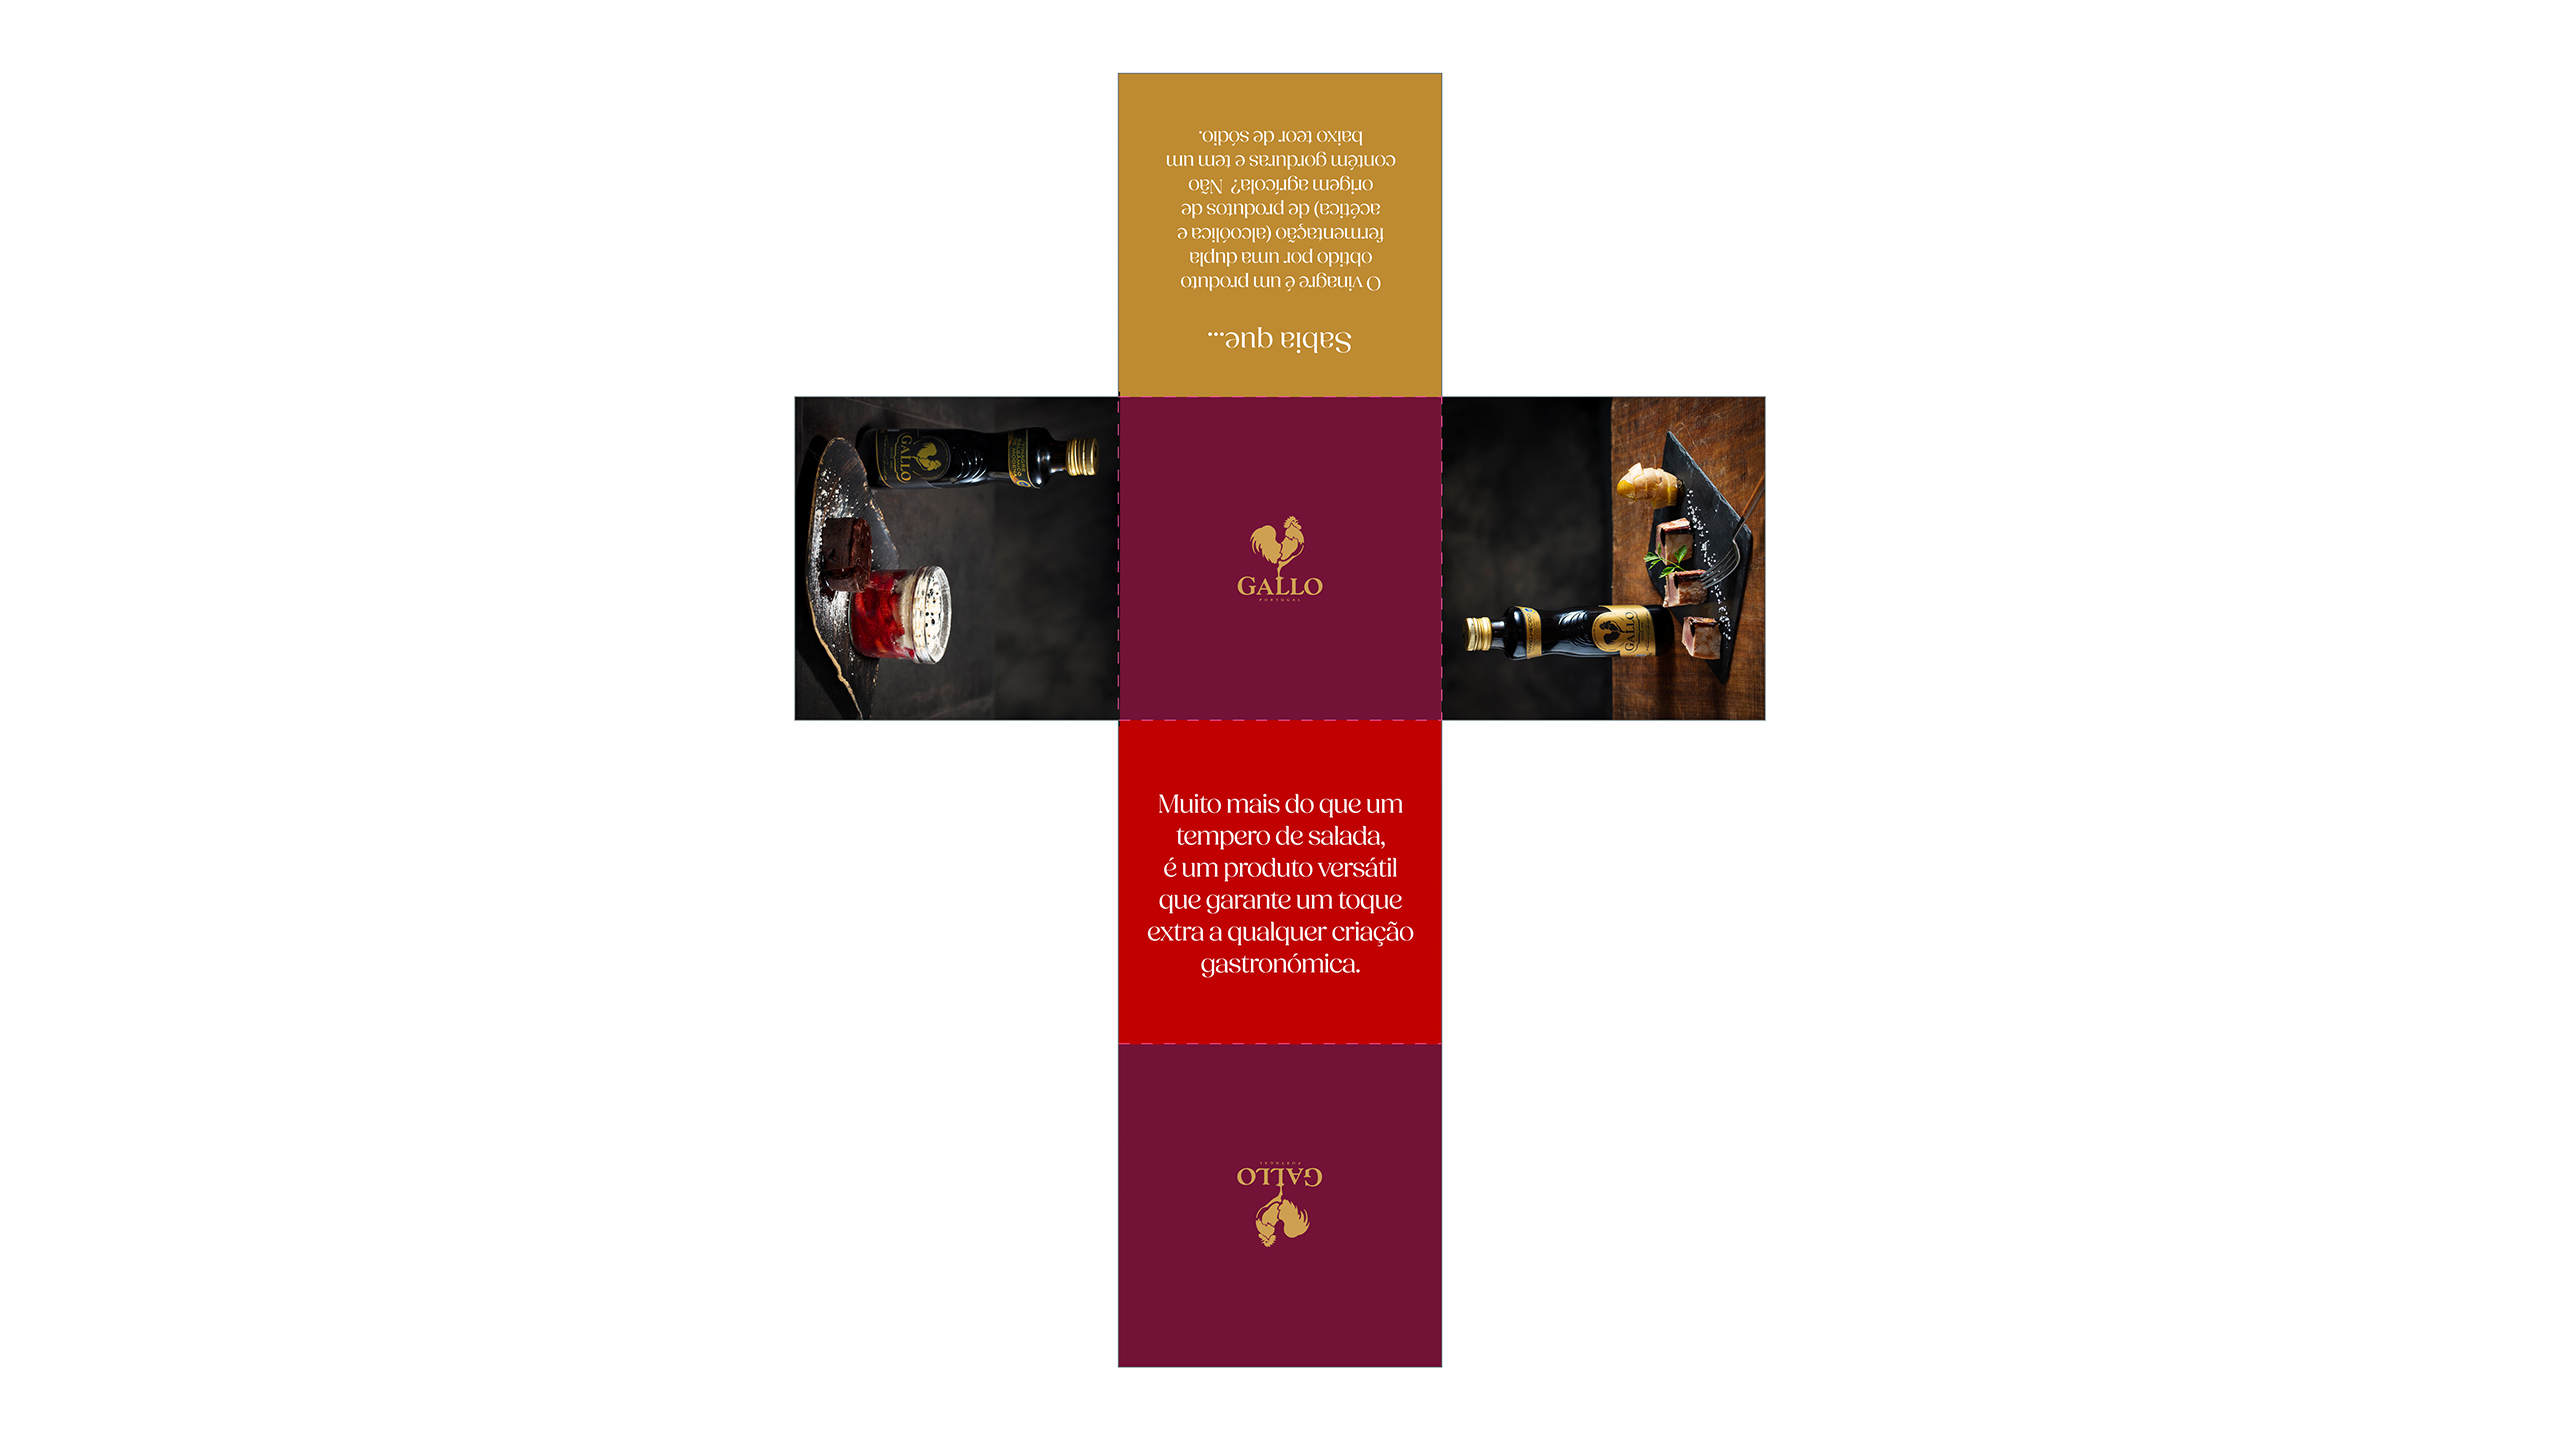 Sabia que...
O vinagre é um produto
obtido por uma dupla
fermentação (alcoólica e
acética) de produtos de
origem agrícola? Não
contém gorduras e tem um
baixo teor de sódio.
GALLO
GALLO
PORTUGAL
GALLO
Muito mais do que um
tempero de salada,
é um produto versátil
que garante um toque
extra a qualquer criação
gastronómica.
GALLO
PORTUGAL